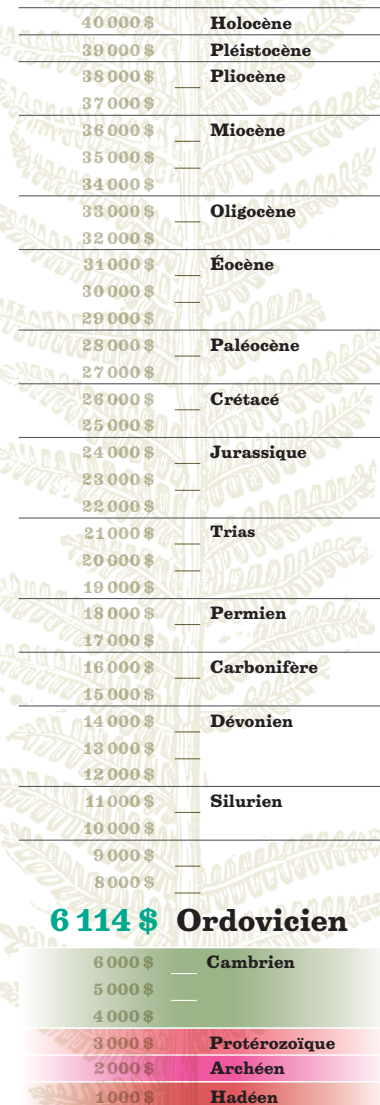 40 000 $ Holocène
39 000 $ Pléistocène
38 000 $ Pliocène
37 000 $
36 000 $ Miocène
35 000 $
34 000 $
33 000 $ Oligocène
32 000 $
31 000 $ Éocène
30 000 $
29 000 $
28 000 $ Paléocène
27 000 $
26 000 $ Crétacé
25 000 $
24 000 $ Jurassique
23 000 $
22 000 $
21 000 $ Trias
20 000 $
19 000 $
18 000 $ Permien
17 000 $
16 000 $ Carbonifère
15 000 $
14 000 $ Dévonien
13 000 $
12 000 $
11 000 $ Silurien
10 000 $
9 000 $
8 000 $
6 114 $ Ordovicien
6 000 $ Cambrien
5 000 $
4 000 $
3 000 $ Protérozoïque
2 000 $ Archéen
1 000 $ Hadéen